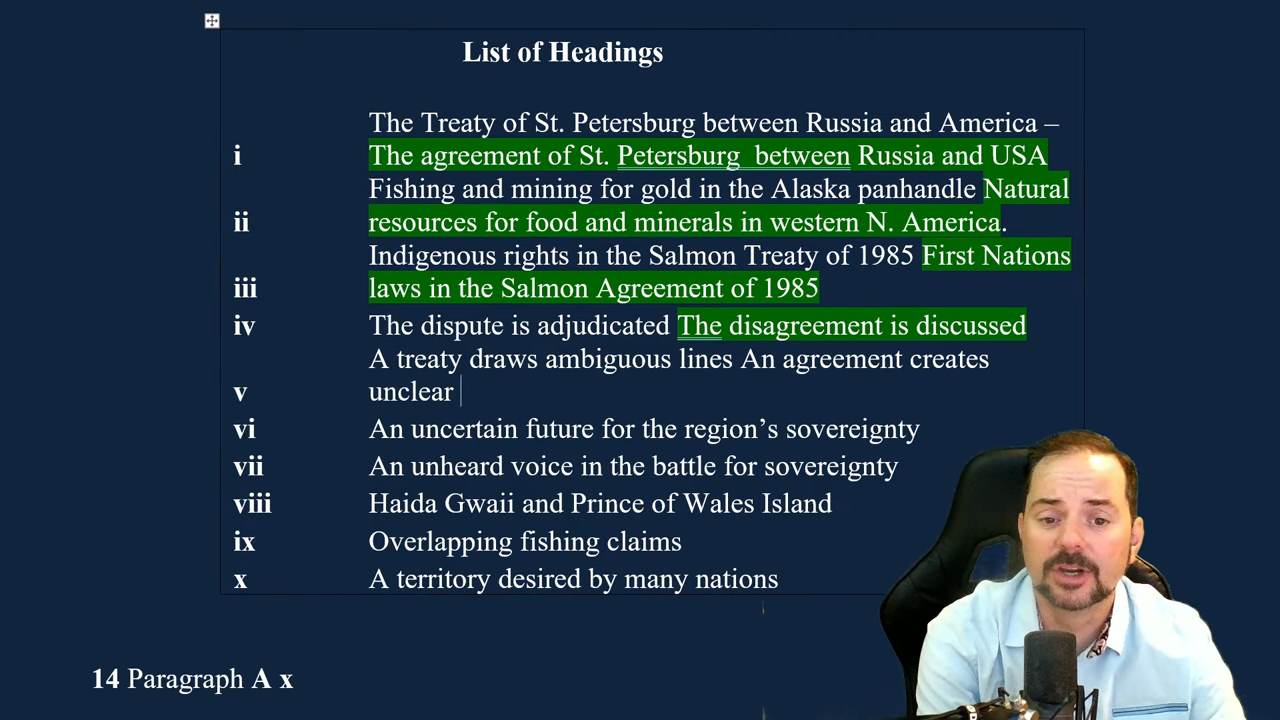 List of Headings
The Treaty of St. Petersburg between Russia and America –
i The agreement of St. Petersburg between Russia and USA
Fishing and mining for gold in the Alaska panhandle Natural
ii resources for food and minerals in western N. America.
Indigenous rights in the Salmon Treaty of 1985 First Nations
iii laws in the Salmon Agreement of 1985
iv The dispute is adjudicated The disagreement is discussed
A treaty draws ambiguous lines An agreement creates
v unclear
vi An uncertain future for the region’s sovereignty
vii An unheard voice in the battle for sovereignty
viii Haida Gwaii and Prince of Wales Island
ix Overlapping fishing claims
x A territory desired by many nations
14 Paragraph A x